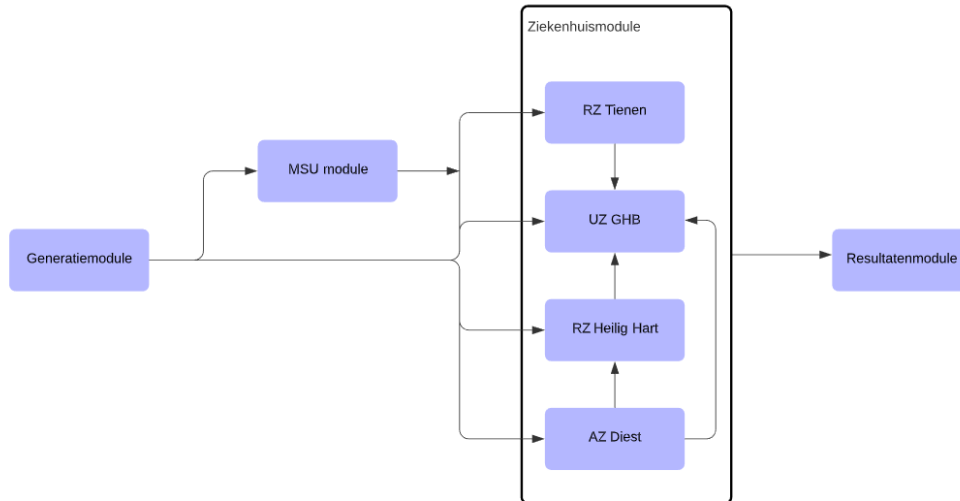 Ziekenhuismodule
RZ Tienen
MSU module
UZ GHB
Generatiemodule
Resultatenmodule
RZ Heilig Hart
AZ Diest